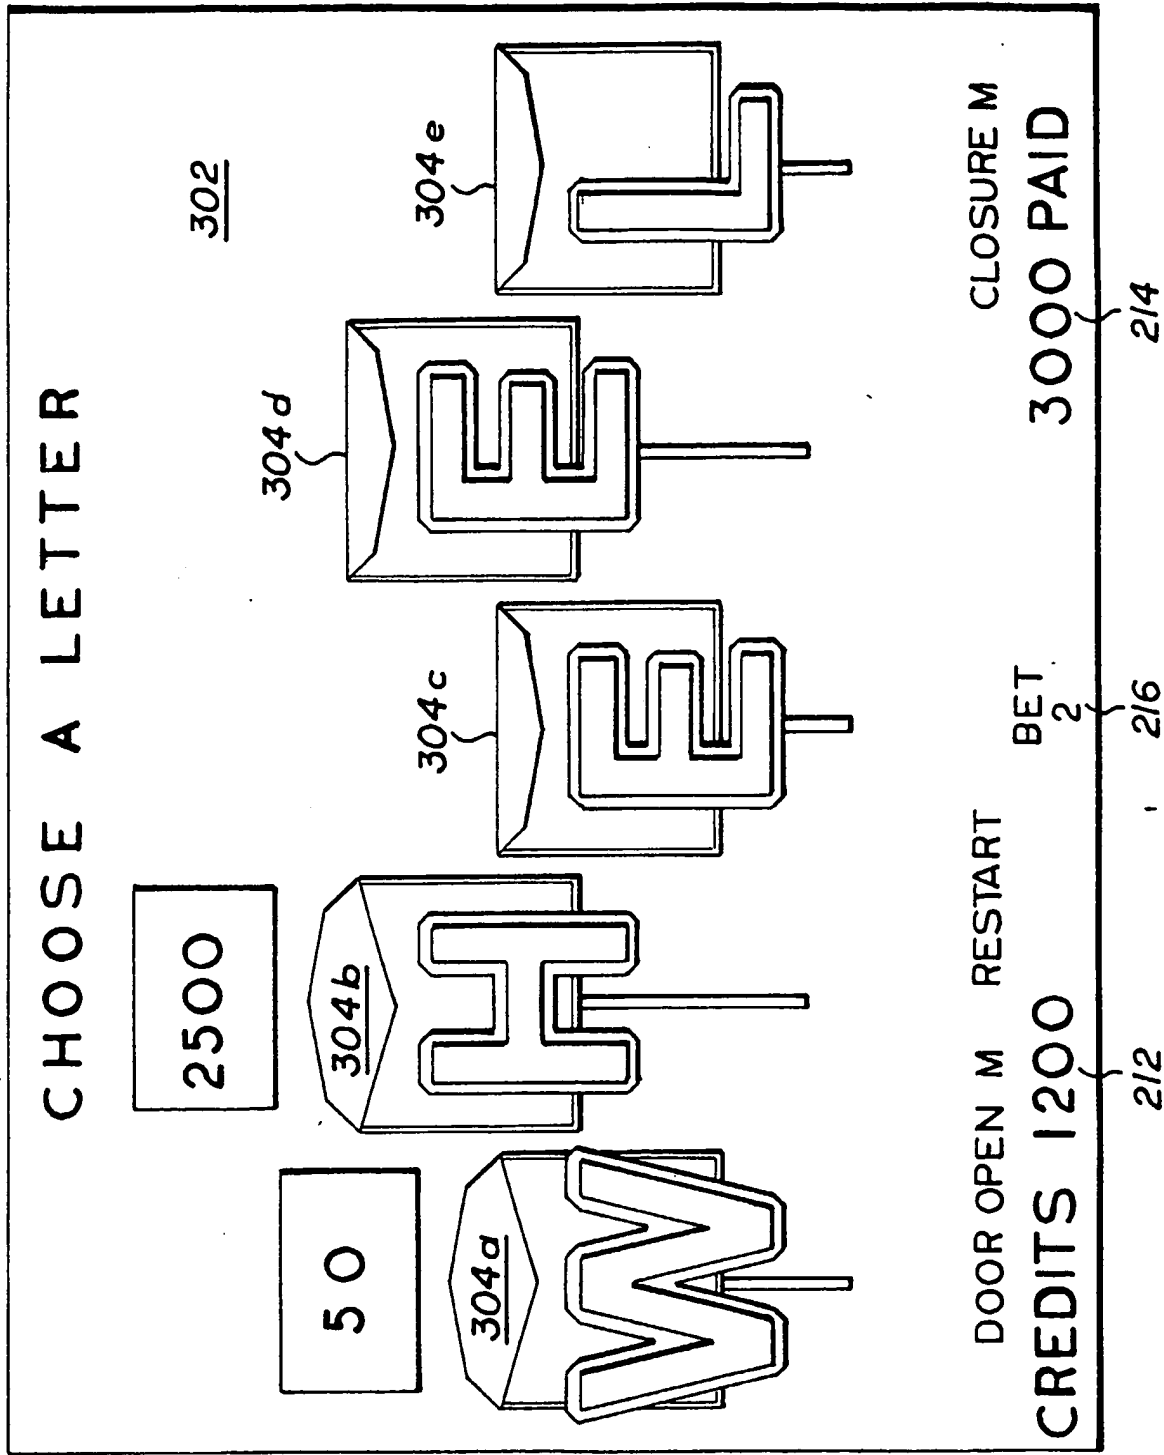 CHOOSE A LETTER
2500
50
302
304a
304b
304c
304d
304e
W
H
E
E
L
DOOR OPEN M RESTART
CLOSURE M
BET
2
CREDITS 1200
3000 PAID
212
216
214